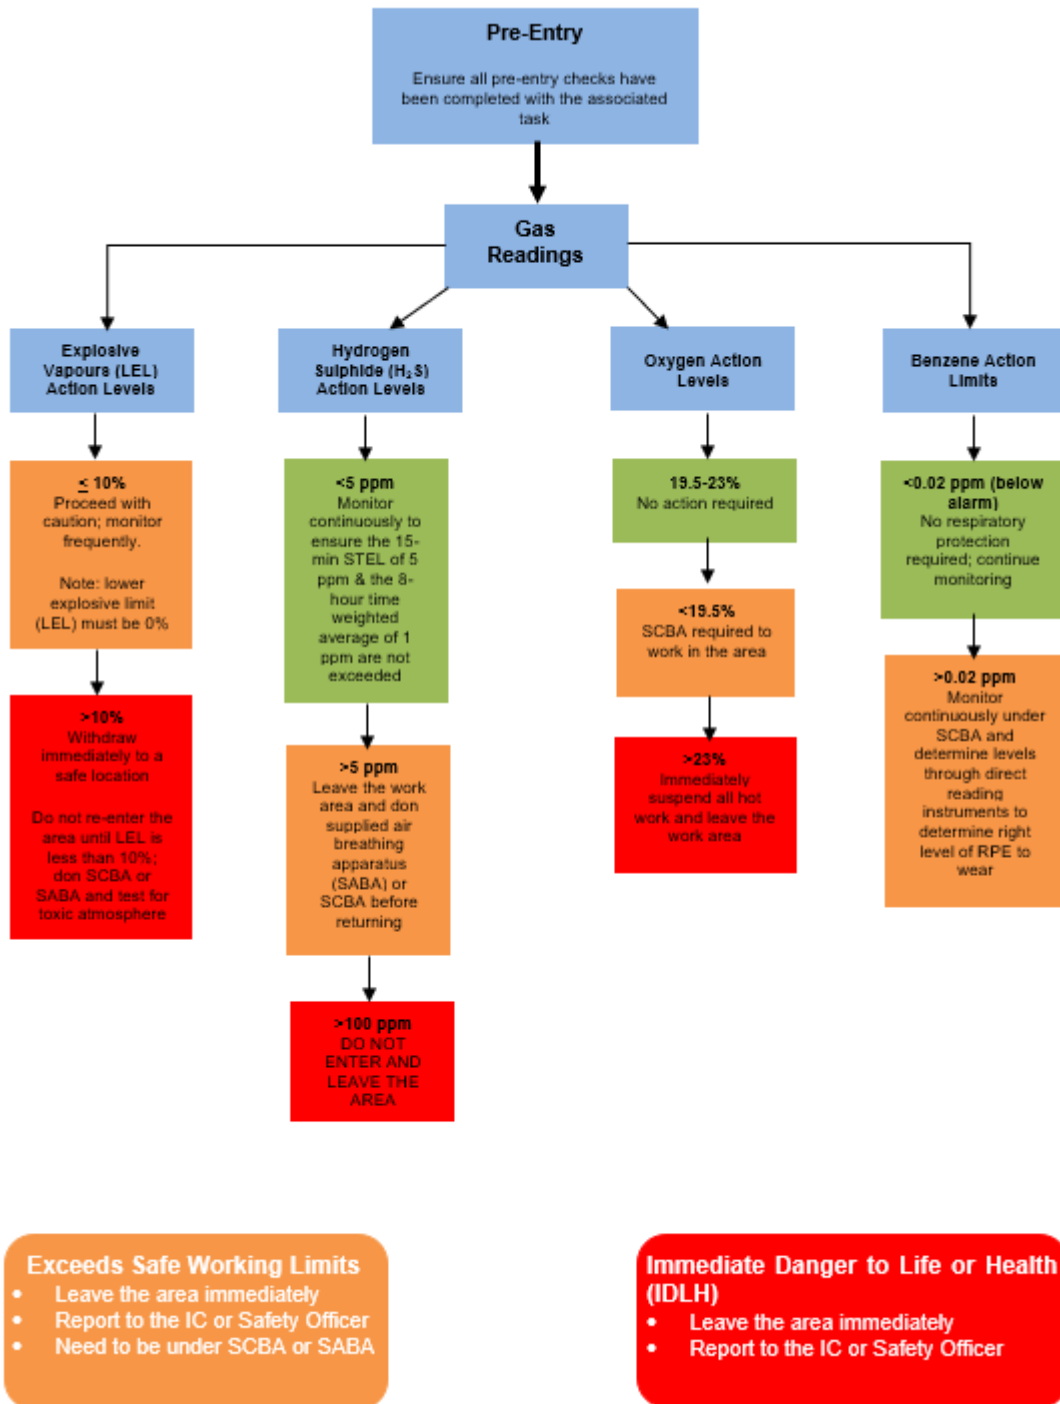 Pre-Entry
Ensure all pre-entry checks have
been completed with the associated
task
Gas
Readings
Explosive
Vapours (LEL)
Action Levels
≤ 10%
Proceed with
caution; monitor
frequently.
Note: lower
explosive limit
(LEL) must be 0%
>10%
Withdraw
immediately to a
safe location
Do not re-enter the
area until LEL is
less than 10%;
don SCBA or
SABA and test for
toxic atmosphere
Hydrogen
Sulphide (H₂S)
Action Levels
<5 ppm
Monitor
continuously to
ensure the 15-
min STEL of 5
ppm & the 8-
hour time
weighted
average of 1
ppm are not
exceeded
>5 ppm
Leave the work
area and don
supplied air
breathing
apparatus
(SABA) or
SCBA before
returning
>100 ppm
DO NOT
ENTER AND
LEAVE THE
AREA
Oxygen Action
Levels
19.5-23%
No action required
<19.5%
SCBA required to
work in the area
>23%
Immediately
suspend all hot
work and leave the
work area
Benzene Action
Limits
<0.02 ppm (below
alarm)
No respiratory
protection
required; continue
monitoring
>0.02 ppm
Monitor
continuously under
SCBA and
determine levels
through direct
reading
instruments to
determine right
level of RPE to
wear
Exceeds Safe Working Limits
• Leave the area immediately
• Report to the IC or Safety Officer
• Need to be under SCBA or SABA
Immediate Danger to Life or Health
(IDLH)
• Leave the area immediately
• Report to the IC or Safety Officer